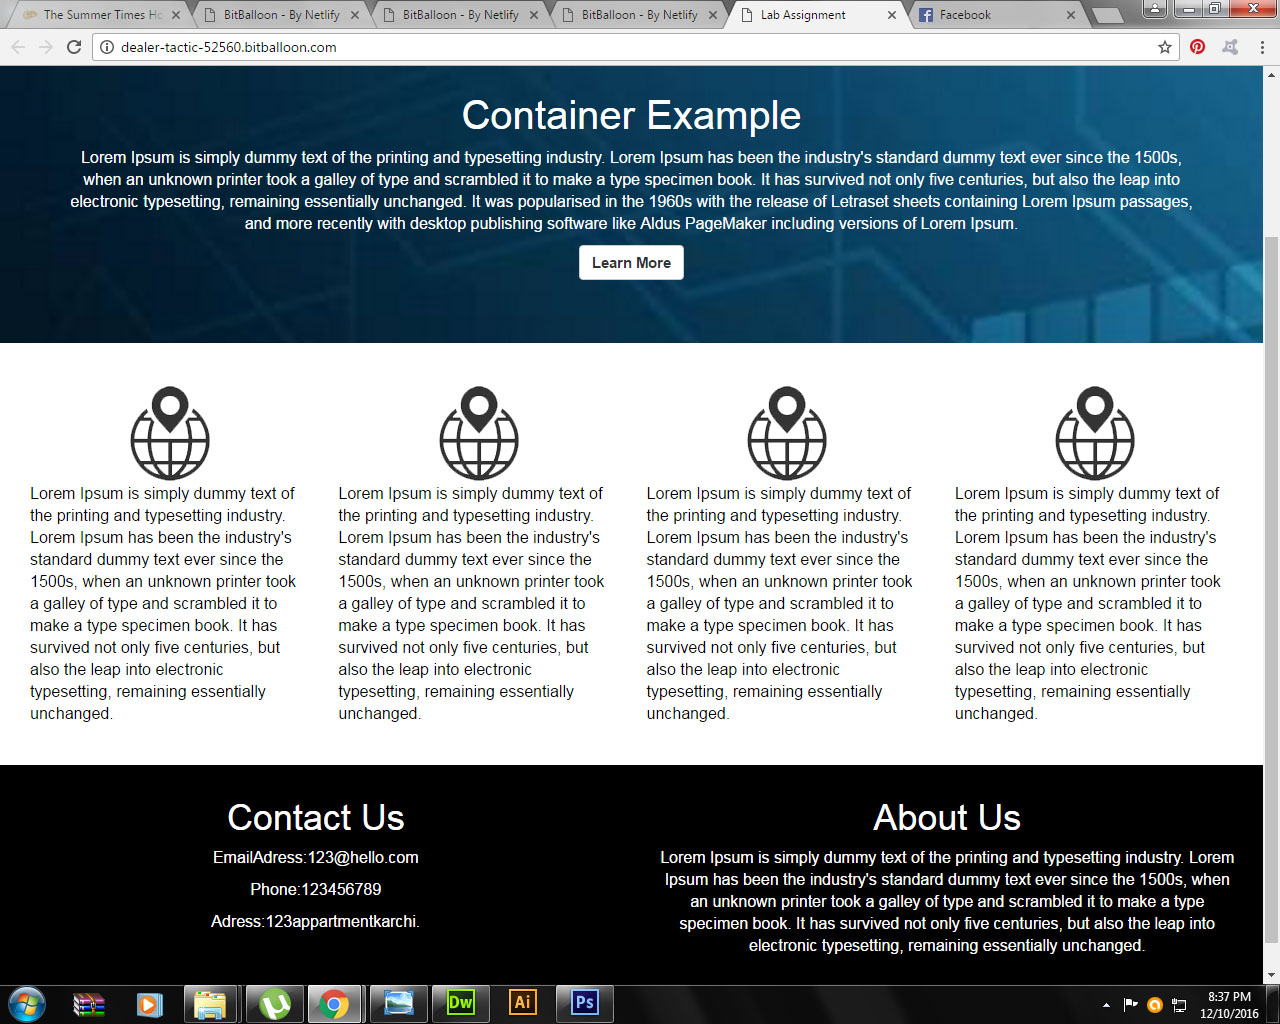 The Summer Times Ho
BitBalloon - By Netlify
BitBalloon - By Netlify
BitBalloon - By Netlify
Lab Assignment
Facebook
dealer-tactic-52560.bitballoon.com
Container Example
Lorem Ipsum is simply dummy text of the printing and typesetting industry. Lorem Ipsum has been the industry's standard dummy text ever since the 1500s,
when an unknown printer took a galley of type and scrambled it to make a type specimen book. It has survived not only five centuries, but also the leap into
electronic typesetting, remaining essentially unchanged. It was popularised in the 1960s with the release of Letraset sheets containing Lorem Ipsum passages,
and more recently with desktop publishing software like Aldus PageMaker including versions of Lorem Ipsum.
Learn More
Lorem Ipsum is simply dummy text of
the printing and typesetting industry.
Lorem Ipsum has been the industry's
standard dummy text ever since the
1500s, when an unknown printer took
a galley of type and scrambled it to
make a type specimen book. It has
survived not only five centuries, but
also the leap into electronic
typesetting, remaining essentially
unchanged.
Lorem Ipsum is simply dummy text of
the printing and typesetting industry.
Lorem Ipsum has been the industry's
standard dummy text ever since the
1500s, when an unknown printer took
a galley of type and scrambled it to
make a type specimen book. It has
survived not only five centuries, but
also the leap into electronic
typesetting, remaining essentially
unchanged.
Lorem Ipsum is simply dummy text of
the printing and typesetting industry.
Lorem Ipsum has been the industry's
standard dummy text ever since the
1500s, when an unknown printer took
a galley of type and scrambled it to
make a type specimen book. It has
survived not only five centuries, but
also the leap into electronic
typesetting, remaining essentially
unchanged.
Lorem Ipsum is simply dummy text of
the printing and typesetting industry.
Lorem Ipsum has been the industry's
standard dummy text ever since the
1500s, when an unknown printer took
a galley of type and scrambled it to
make a type specimen book. It has
survived not only five centuries, but
also the leap into electronic
typesetting, remaining essentially
unchanged.
Contact Us
EmailAdress:123@hello.com
Phone:123456789
Adress:123appartmentkarchi.
About Us
Lorem Ipsum is simply dummy text of the printing and typesetting industry. Lorem
Ipsum has been the industry's standard dummy text ever since the 1500s, when
an unknown printer took a galley of type and scrambled it to make a type
specimen book. It has survived not only five centuries, but also the leap into
electronic typesetting, remaining essentially unchanged.
Dw
Ai
Ps
8:37 PM
12/10/2016